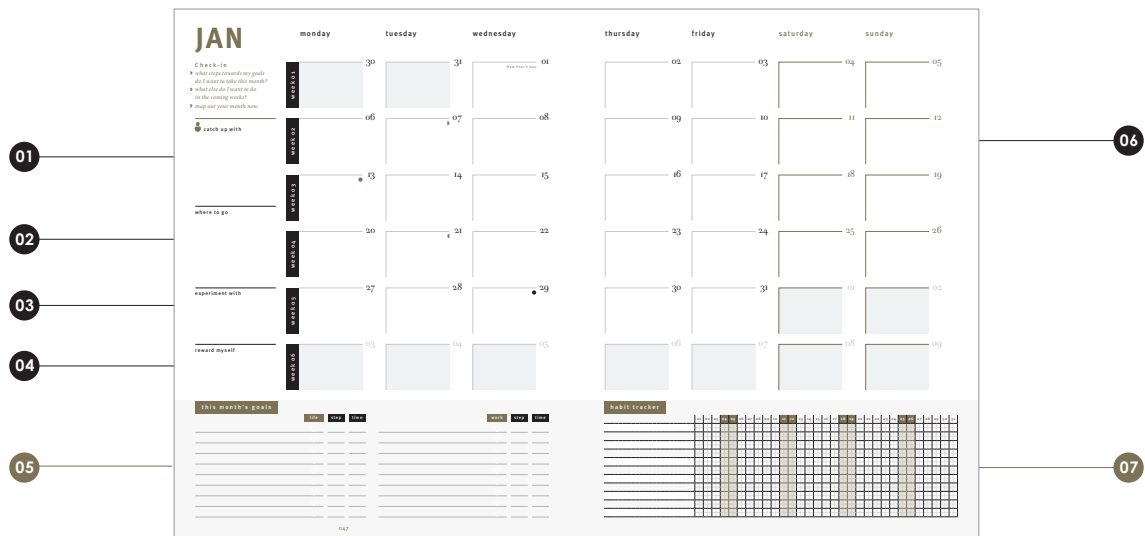 JAN
monday tuesday wednesday thursday friday saturday sunday
Check-in
what steps towards my goals
do I want to take this month?
what else do I want to do
in the coming weeks?
map out your month now.
week 01 30 31 01 02 03 04 05
New Year's day
catch up with
week 02 06 07 08 09 10 11 12
01
06
week 03 13 14 15 16 17 18 19
where to go
02
week 04 20 21 22 23 24 25 26
experiment with
03
week 05 27 28 29 30 31 01 02
reward myself
04
week 06 03 04 05 06 07 08 09
this month's goals
habit tracker
life step time work step time
05
07
047